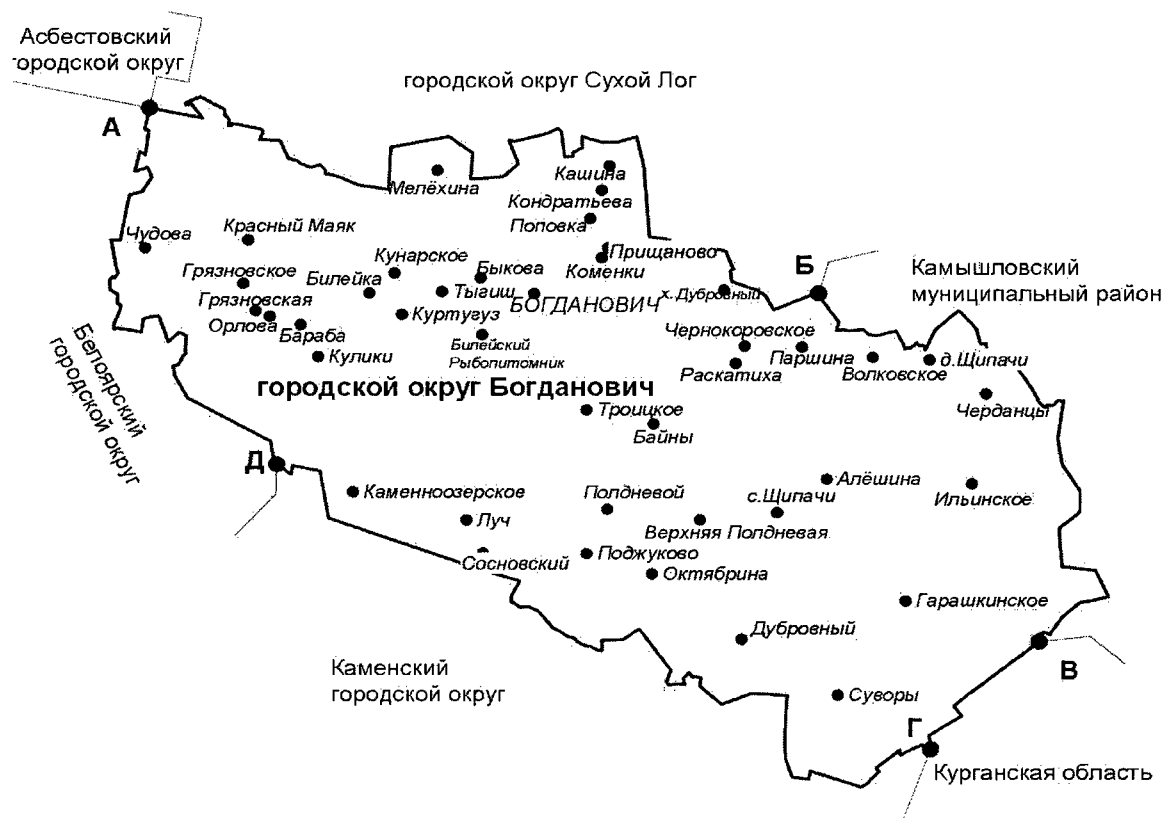 Асбестовский
городской округ
городской округ Сухой Лог
А
Кашина
Мелёхина
Кондратьева
Поповка
Красный Маяк
Чудова
Прищаново
Кунарское
Коменки
Б
Камышловский
муниципальный район
Грязновское
Билейка
Быкова
Тыгиш
БОГДАНОВИЧ
х.Дубровный
Грязновская
Орлова
Бараба
Куртугуз
Чернокоровское
Билейский
Рыбопитомник
Кулики
Паршина
Волковское
д.Щипачи
Раскатиха
Белоярский
городской округ
городской округ Богданович
Черданцы
Троицкое
Байны
Д
Алёшина
Каменноозерское
Полдневой
с.Щипачи
Ильинское
Луч
Верхняя Полдневая
Сосновский
Поджуково
Октябрина
Гарашкинское
Дубровный
Каменский
городской округ
В
Суворы
Г
Курганская область